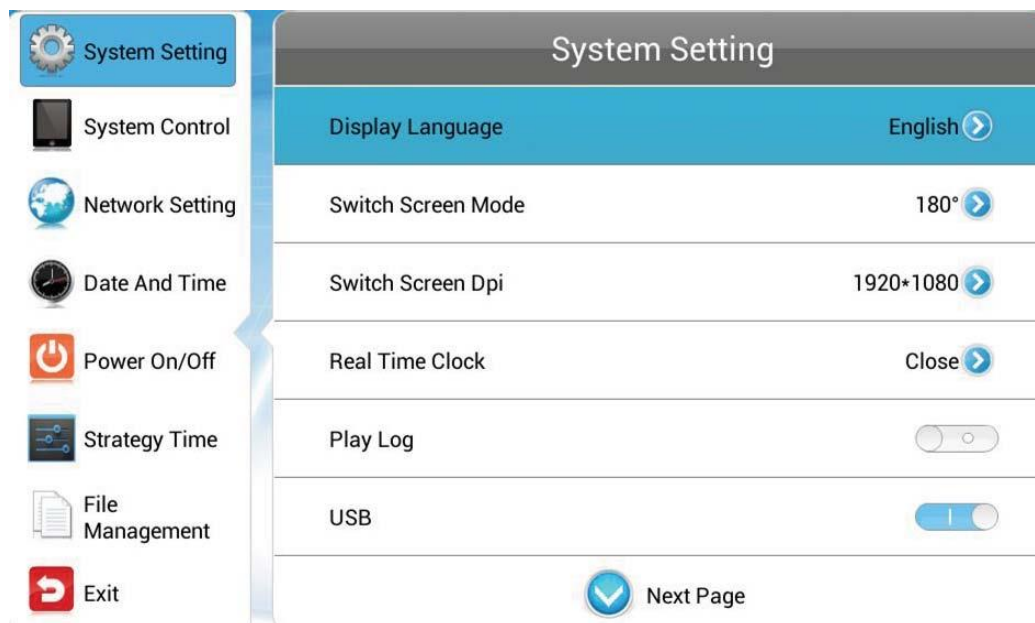 System Setting
System Control
Network Setting
Date And Time
Power On/Off
Strategy Time
File
Management
Exit
System Setting
Display Language English
Switch Screen Mode 180°
Switch Screen Dpi 1920*1080
Real Time Clock Close
Play Log
USB
Next Page